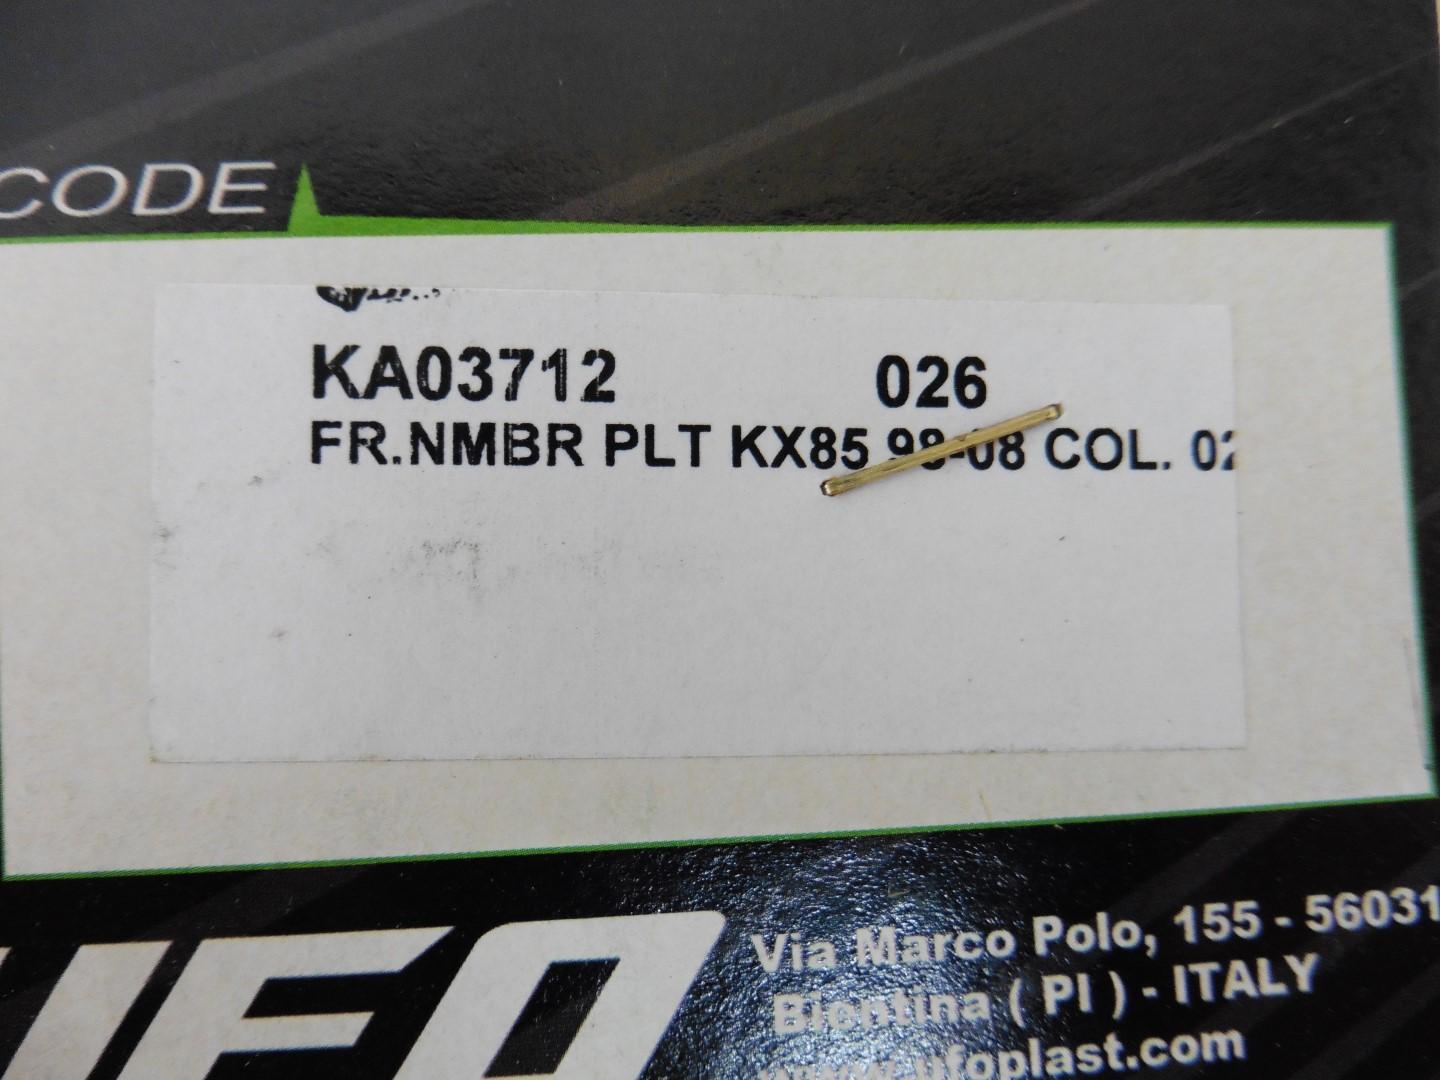 CODE
KA03712 026
FR.NMBR PLT KX85 98-08 COL. 02
UFO
Via Marco Polo, 155 - 56031
Bientina ( PI ) - ITALY
www.ufoplast.com